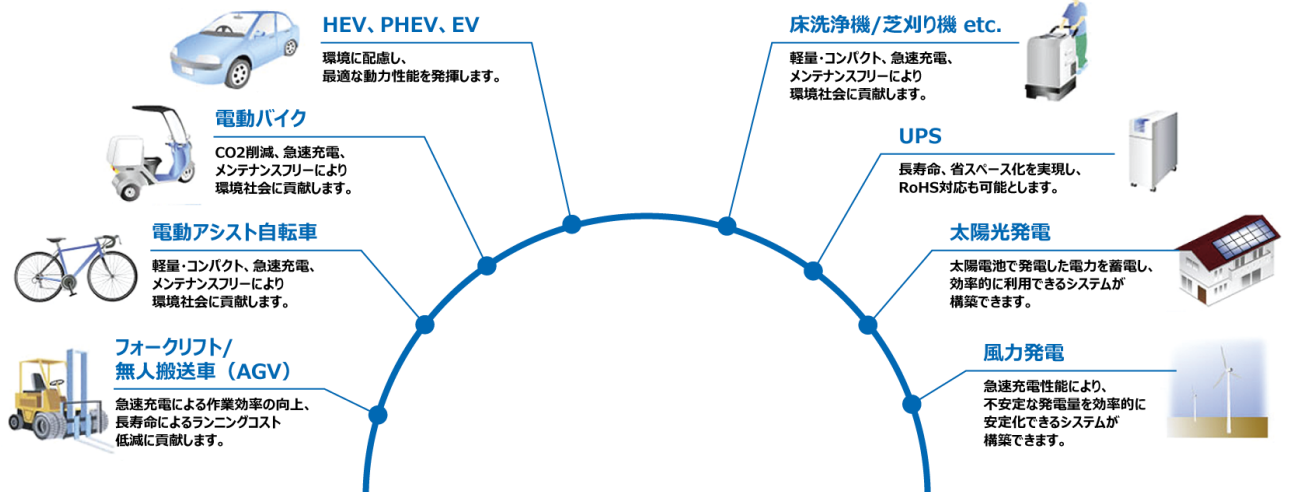 HEV、PHEV、EV
環境に配慮し、
最適な動力性能を発揮します。
電動バイク
CO2削減、急速充電、
メンテナンスフリーにより
環境社会に貢献します。
電動アシスト自転車
軽量・コンパクト、急速充電、
メンテナンスフリーにより
環境社会に貢献します。
フォークリフト/
無人搬送車（AGV）
急速充電による作業効率の向上、
長寿命によるランニングコスト
低減に貢献します。
床洗浄機/芝刈り機 etc.
軽量・コンパクト、急速充電、
メンテナンスフリーにより
環境社会に貢献します。
UPS
長寿命、省スペース化を実現し、
RoHS対応も可能とします。
太陽光発電
太陽電池で発電した電力を蓄電し、
効率的に利用できるシステムが
構築できます。
風力発電
急速充電性能により、
不安定な発電量を効率的に
安定化できるシステムが
構築できます。